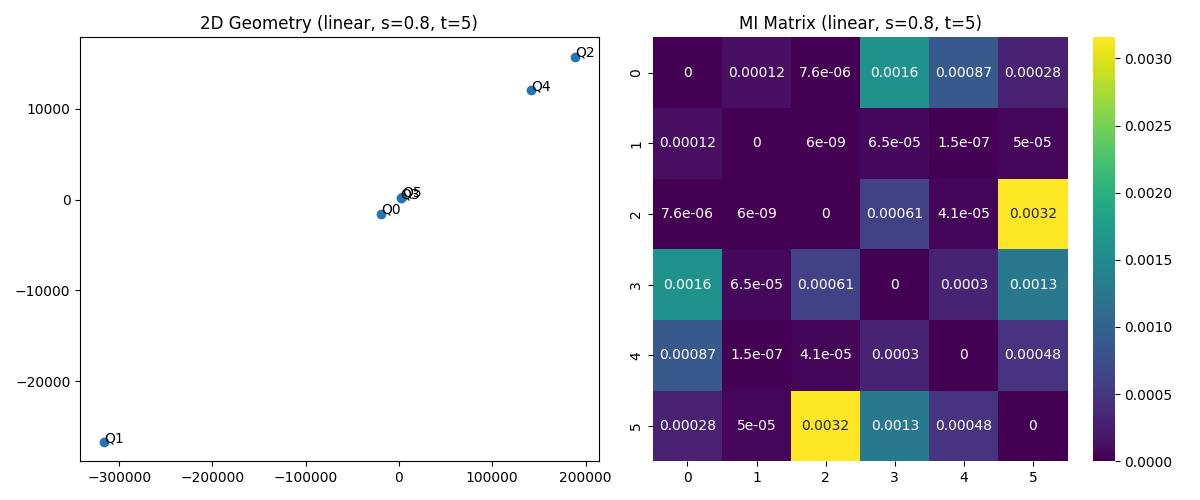 2D Geometry (linear, s=0.8, t=5)
10000
0
−10000
−20000
−300000 −200000 −100000 0 100000 200000
Q2
Q4
Q5
Q3
Q0
Q1
MI Matrix (linear, s=0.8, t=5)
0 0 0.00012 7.6e-06 0.0016 0.00087 0.00028
1 0.00012 0 6e-09 6.5e-05 1.5e-07 5e-05
2 7.6e-06 6e-09 0 0.00061 4.1e-05 0.0032
3 0.0016 6.5e-05 0.00061 0 0.0003 0.0013
4 0.00087 1.5e-07 4.1e-05 0.0003 0 0.00048
5 0.00028 5e-05 0.0032 0.0013 0.00048 0
0 1 2 3 4 5
0.0030
0.0025
0.0020
0.0015
0.0010
0.0005
0.0000